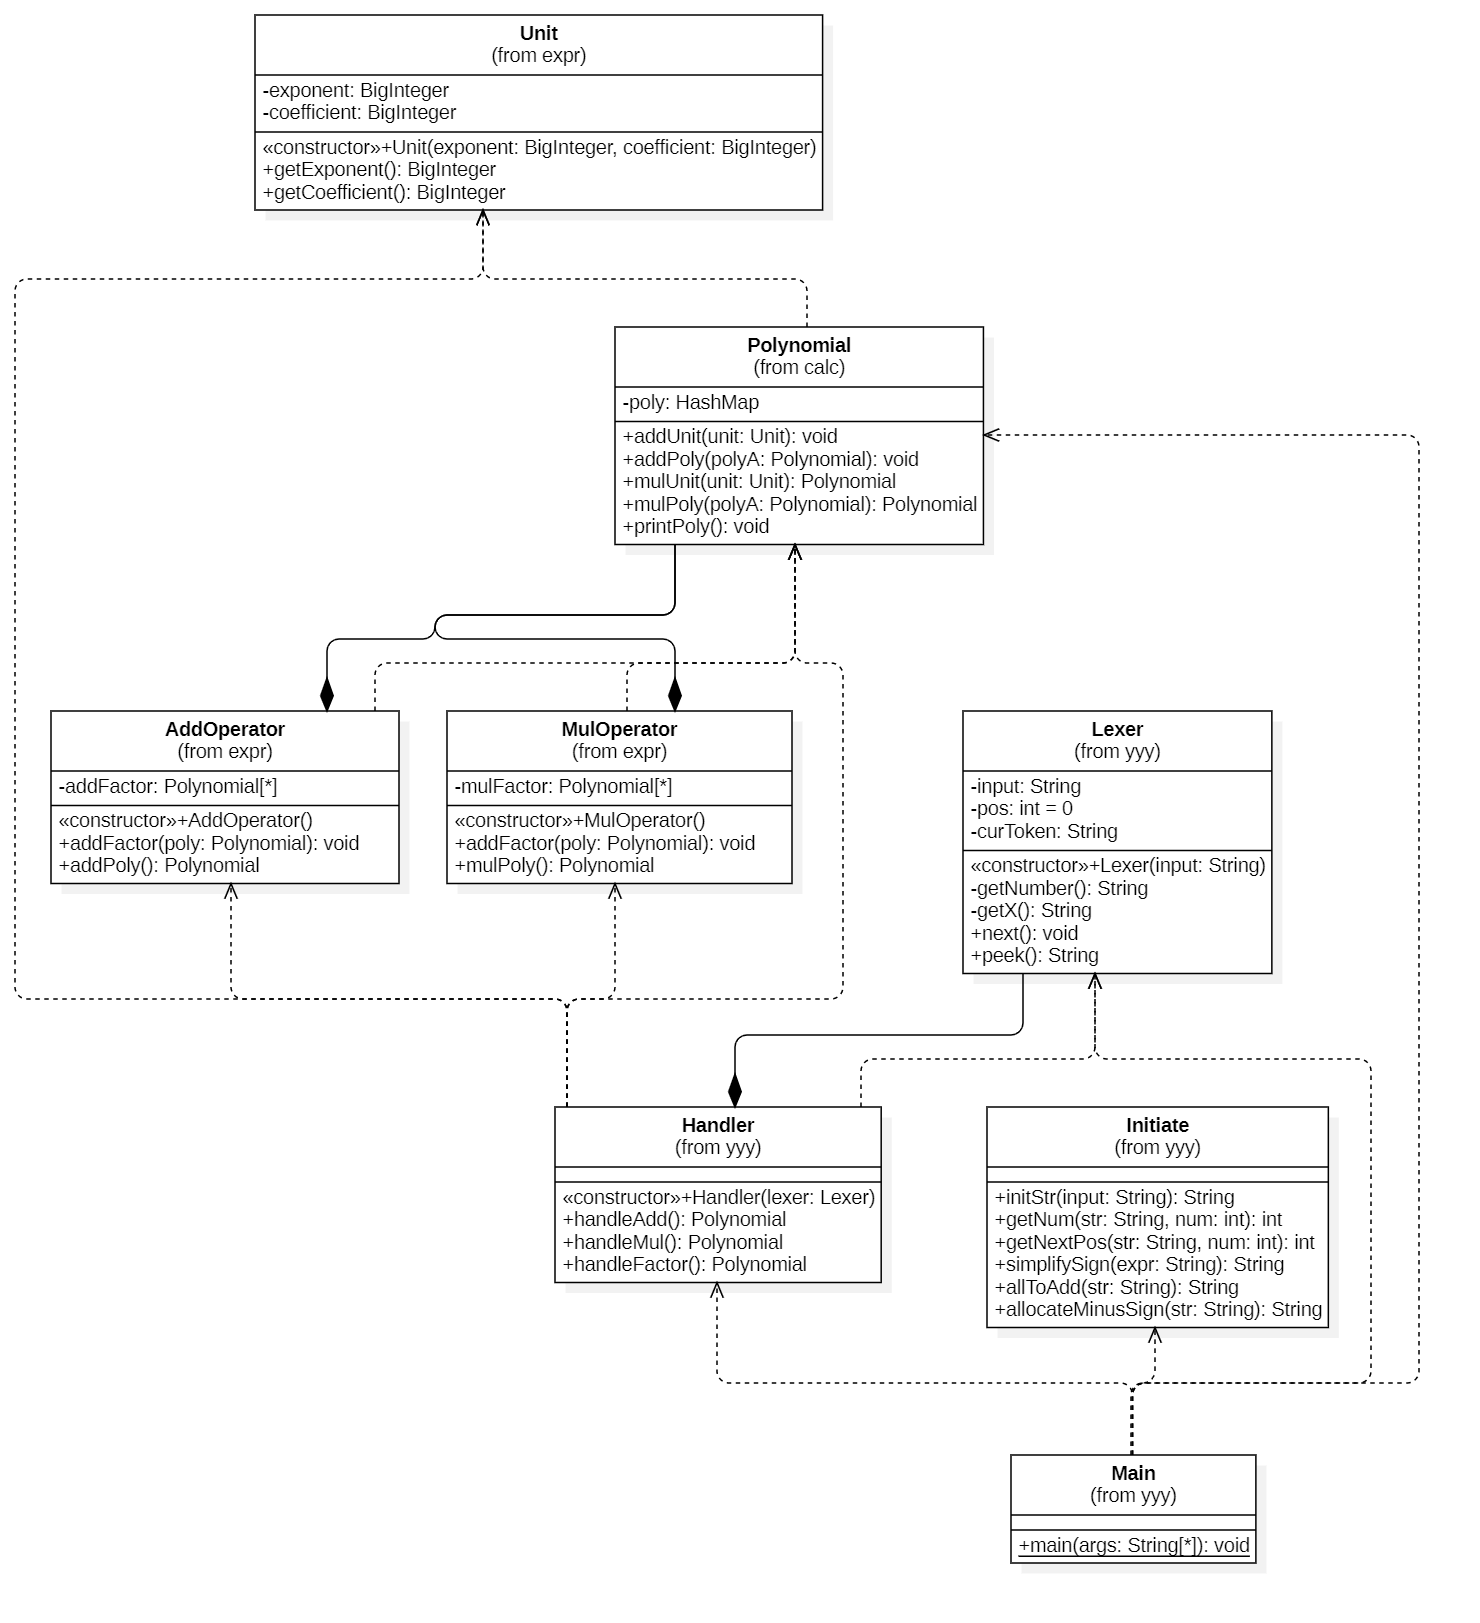 Unit
(from expr)
-exponent: BigInteger
-coefficient: BigInteger
«constructor»+Unit(exponent: BigInteger, coefficient: BigInteger)
+getExponent(): BigInteger
+getCoefficient(): BigInteger
Polynomial
(from calc)
-poly: HashMap
+addUnit(unit: Unit): void
+addPoly(polyA: Polynomial): void
+mulUnit(unit: Unit): Polynomial
+mulPoly(polyA: Polynomial): Polynomial
+printPoly(): void
AddOperator
(from expr)
-addFactor: Polynomial[*]
«constructor»+AddOperator()
+addFactor(poly: Polynomial): void
+addPoly(): Polynomial
MulOperator
(from expr)
-mulFactor: Polynomial[*]
«constructor»+MulOperator()
+addFactor(poly: Polynomial): void
+mulPoly(): Polynomial
Lexer
(from yyy)
-input: String
-pos: int = 0
-curToken: String
«constructor»+Lexer(input: String)
-getNumber(): String
-getX(): String
+next(): void
+peek(): String
Handler
(from yyy)
«constructor»+Handler(lexer: Lexer)
+handleAdd(): Polynomial
+handleMul(): Polynomial
+handleFactor(): Polynomial
Initiate
(from yyy)
+initStr(input: String): String
+getNum(str: String, num: int): int
+getNextPos(str: String, num: int): int
+simplifySign(expr: String): String
+allToAdd(str: String): String
+allocateMinusSign(str: String): String
Main
(from yyy)
+main(args: String[*]): void